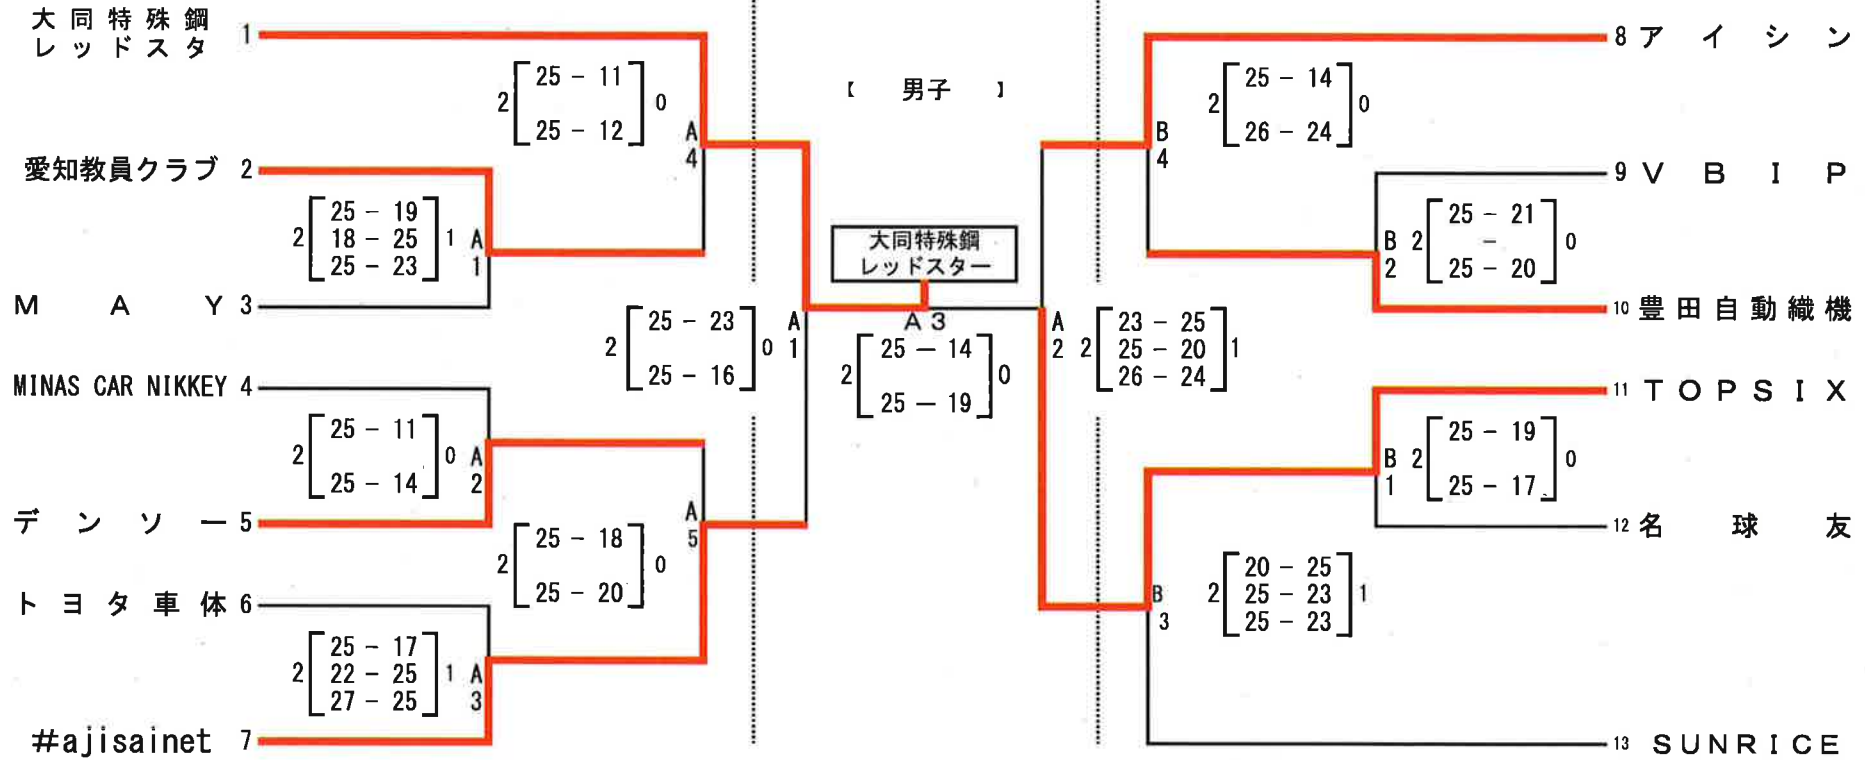 【 男子 】
大同特殊鋼
レッドスタ 1
2 [25 - 11 25 - 12] 0
A
4
愛知教員クラブ 2
2 [25 - 19 18 - 25 25 - 23] 1
A
1
MAY 3
MINAS CAR NIKKEY 4
2 [25 - 11 25 - 14] 0
A
2
デンソー 5
2 [25 - 18 25 - 20] 0
A
5
トヨタ車体 6
2 [25 - 17 22 - 25 27 - 25] 1
A
3
#ajisainet 7
2 [25 - 23 25 - 16] 0
A
1
大同特殊鋼
レッドスター
A3
2 [25 - 14 25 - 19] 0
A
2
2 [23 - 25 25 - 20 26 - 24] 1
8 アイシン
B
4
2 [25 - 14 26 - 24] 0
9 VBIP
B
2
2 [25 - 21 - 25 - 20] 0
10 豊田自動織機
11 TOPSIX
B
1
2 [25 - 19 25 - 17] 0
12 名球友
B
3
2 [20 - 25 25 - 23 25 - 23] 1
13 SUNRICE